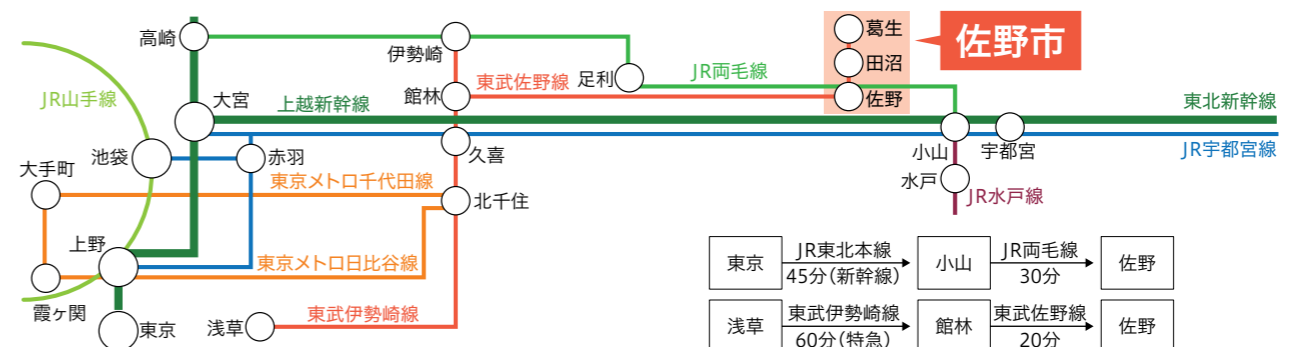 高崎
伊勢崎
葛生
佐野市
田沼
足利
JR両毛線
東武佐野線
館林
佐野
JR山手線
大宮
上越新幹線
東北新幹線
池袋
赤羽
久喜
小山
宇都宮
JR宇都宮線
大手町
東京メトロ千代田線
北千住
水戸
JR水戸線
上野
東京メトロ日比谷線
霞ヶ関
東京
浅草
東武伊勢崎線
東京
JR東北本線
45分(新幹線)
小山
JR両毛線
30分
佐野
浅草
東武伊勢崎線
60分(特急)
館林
東武佐野線
20分
佐野